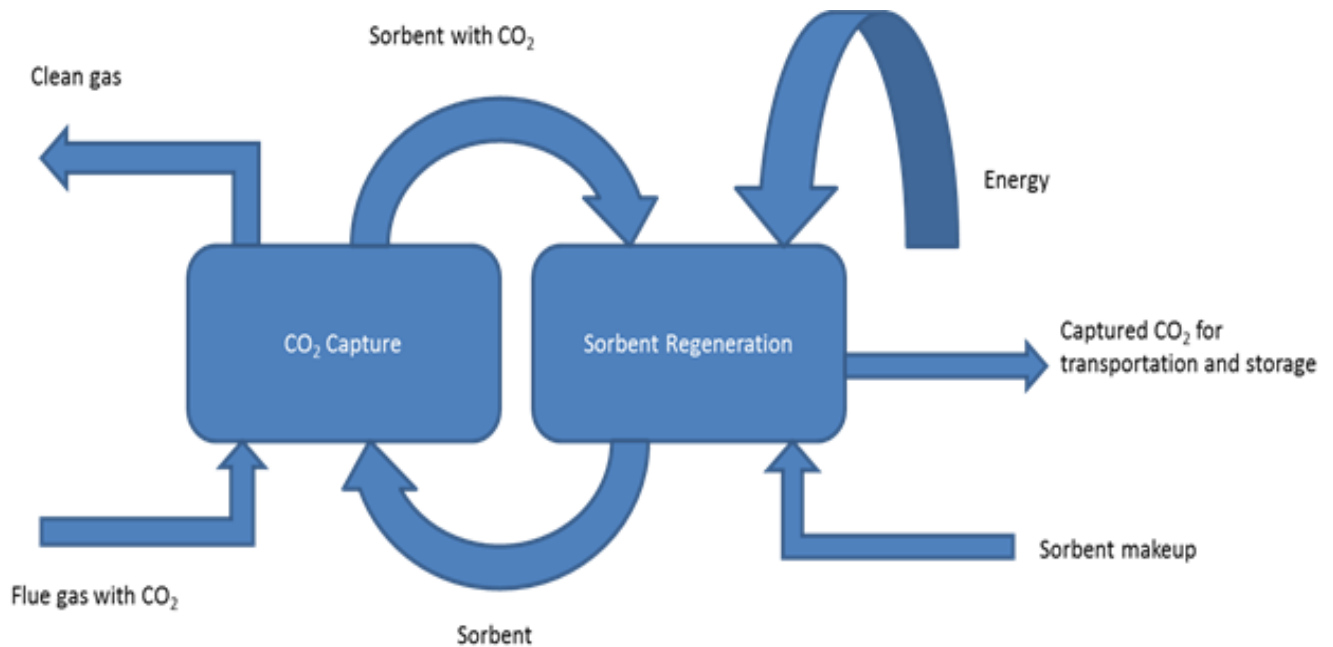 Sorbent with CO₂
Clean gas
Energy
CO₂ Capture
Sorbent Regeneration
Captured CO₂ for
transportation and storage
Sorbent makeup
Flue gas with CO₂
Sorbent